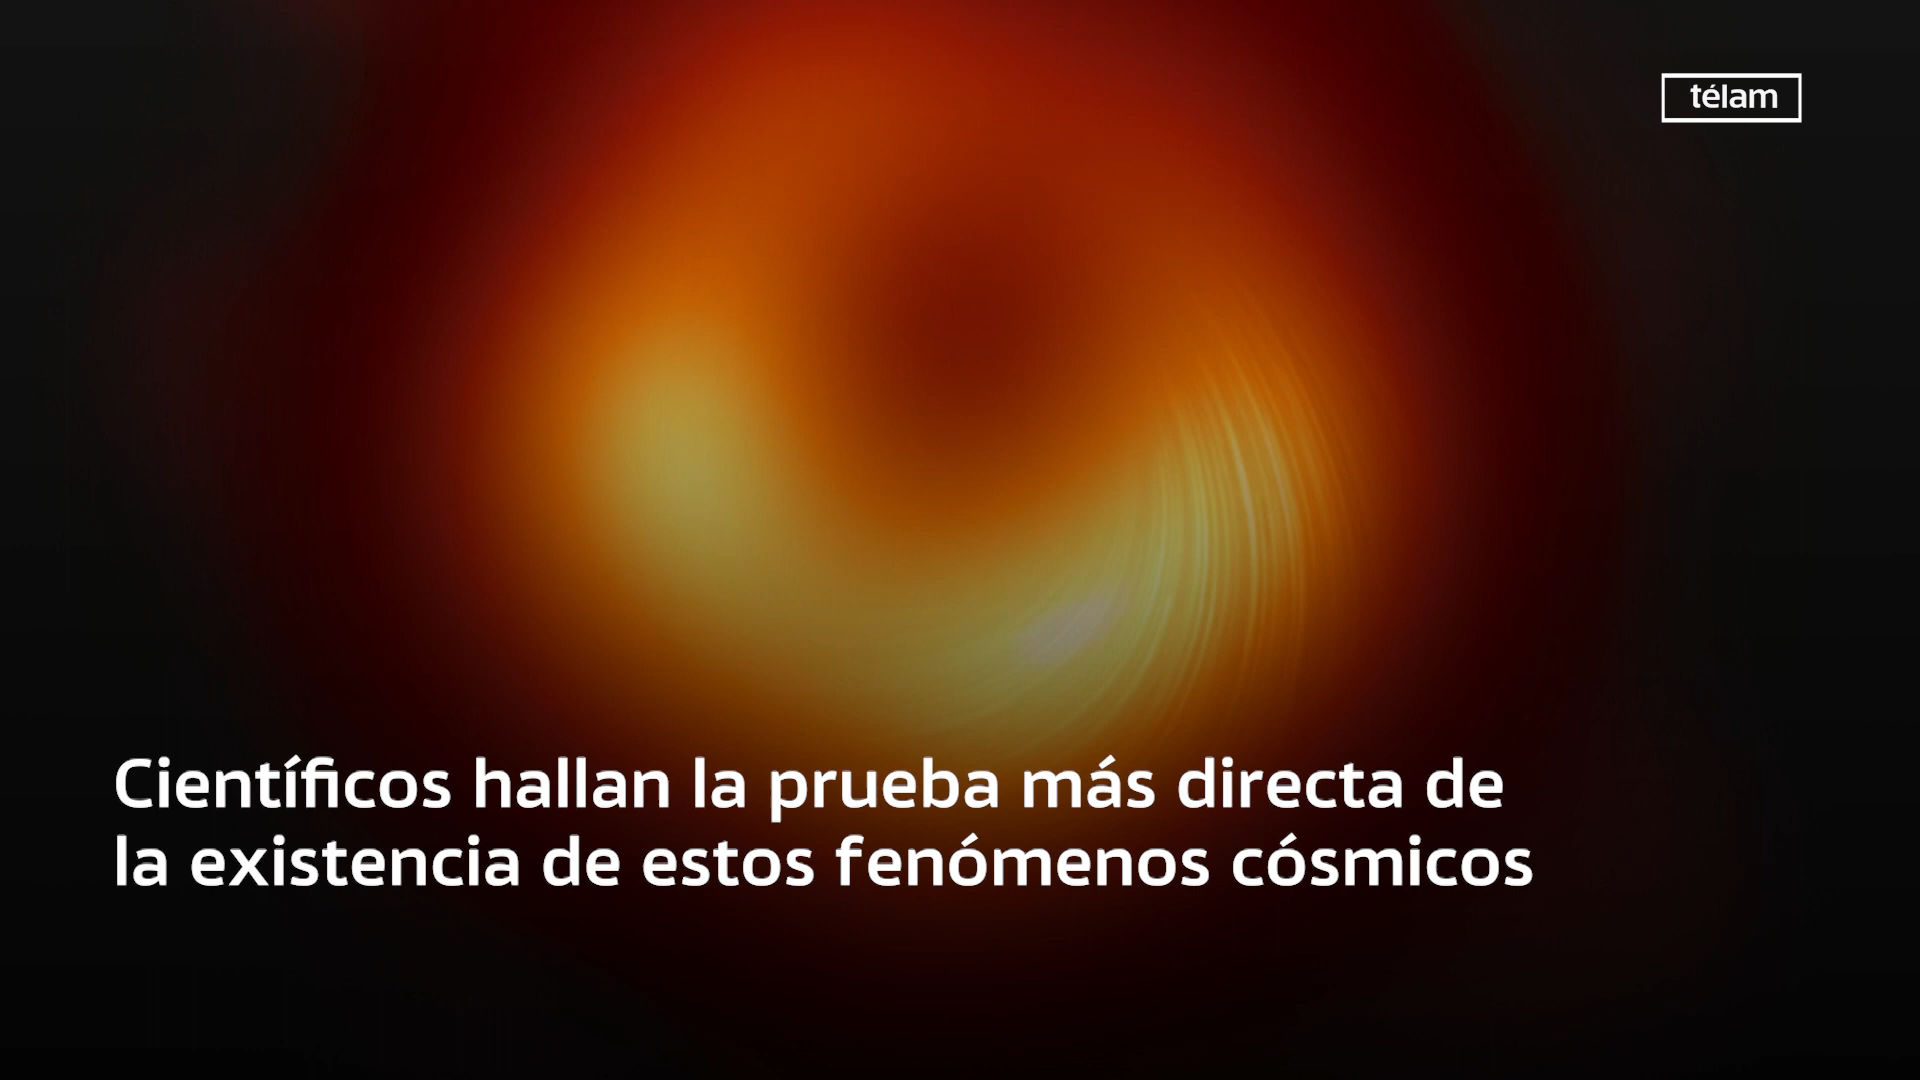 télam
Científicos hallan la prueba más directa de
la existencia de estos fenómenos cósmicos